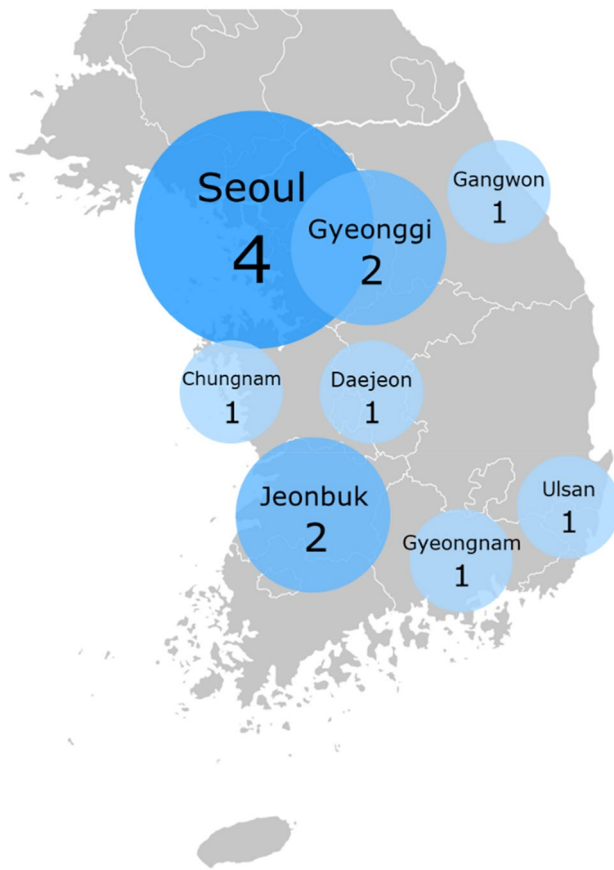 Seoul
4
Gyeonggi
2
Gangwon
1
Chungnam
1
Daejeon
1
Jeonbuk
2
Gyeongnam
1
Ulsan
1